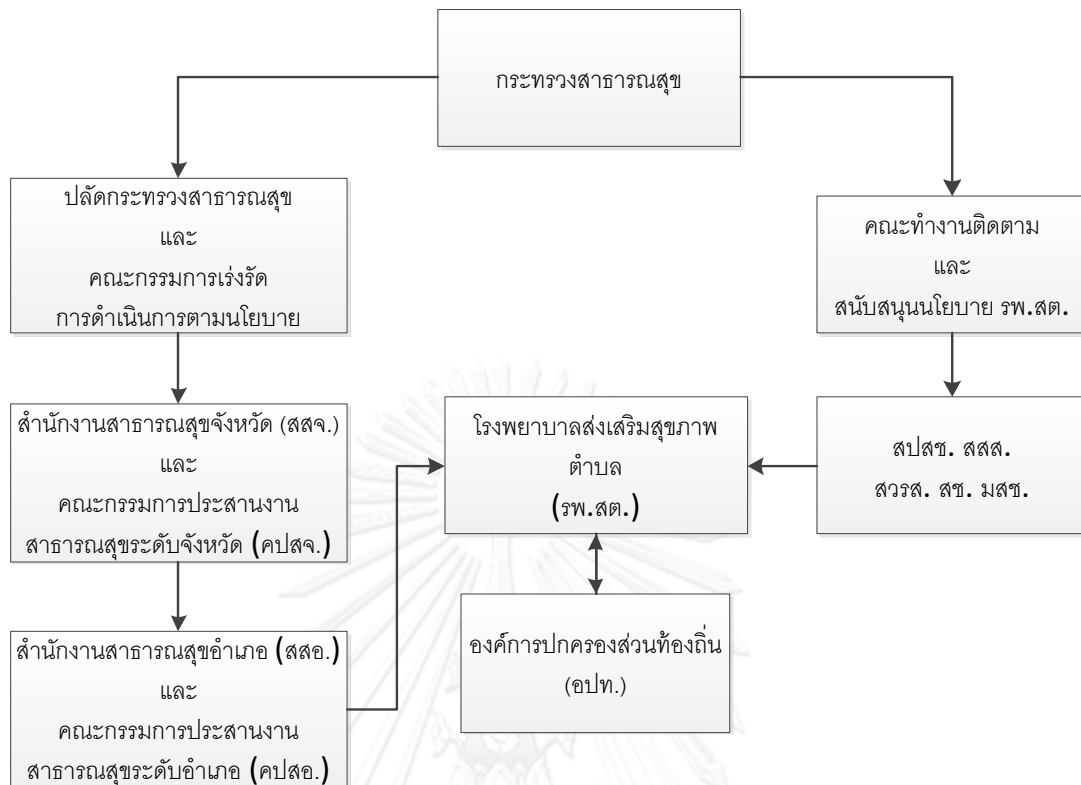 กระทรวงสาธารณสุข
ปลัดกระทรวงสาธารณสุข
และ
คณะกรรมการเร่งรัด
การดำเนินการตามนโยบาย
คณะทำงานติดตาม
และ
สนับสนุนนโยบาย รพ.สต.
สำนักงานสาธารณสุขจังหวัด (สสจ.)
และ
คณะกรรมการประสานงาน
สาธารณสุขระดับจังหวัด (คปสจ.)
โรงพยาบาลส่งเสริมสุขภาพ
ตำบล
(รพ.สต.)
สปสช. สสส.
สวรส. สช. มสช.
สำนักงานสาธารณสุขอำเภอ (สสอ.)
และ
คณะกรรมการประสานงาน
สาธารณสุขระดับอำเภอ (คปสอ.)
องค์การปกครองส่วนท้องถิ่น
(อปท.)